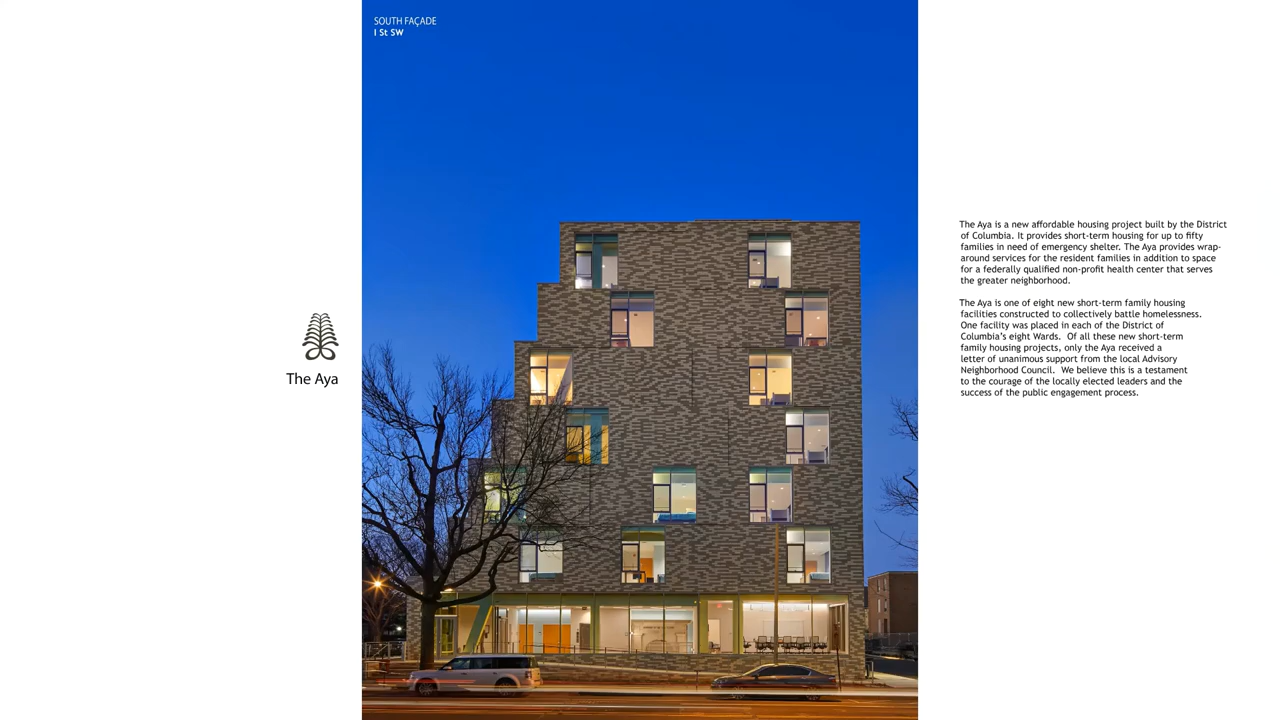 SOUTH FAÇADE
I St SW
The Aya
The Aya is a new affordable housing project built by the District
of Columbia. It provides short-term housing for up to fifty
families in need of emergency shelter. The Aya provides wrap-
around services for the resident families in addition to space
for a federally qualified non-profit health center that serves
the greater neighborhood.
The Aya is one of eight new short-term family housing
facilities constructed to collectively battle homelessness.
One facility was placed in each of the District of
Columbia's eight Wards. Of all these new short-term
family housing projects, only the Aya received a
letter of unanimous support from the local Advisory
Neighborhood Council. We believe this is a testament
to the courage of the locally elected leaders and the
success of the public engagement process.